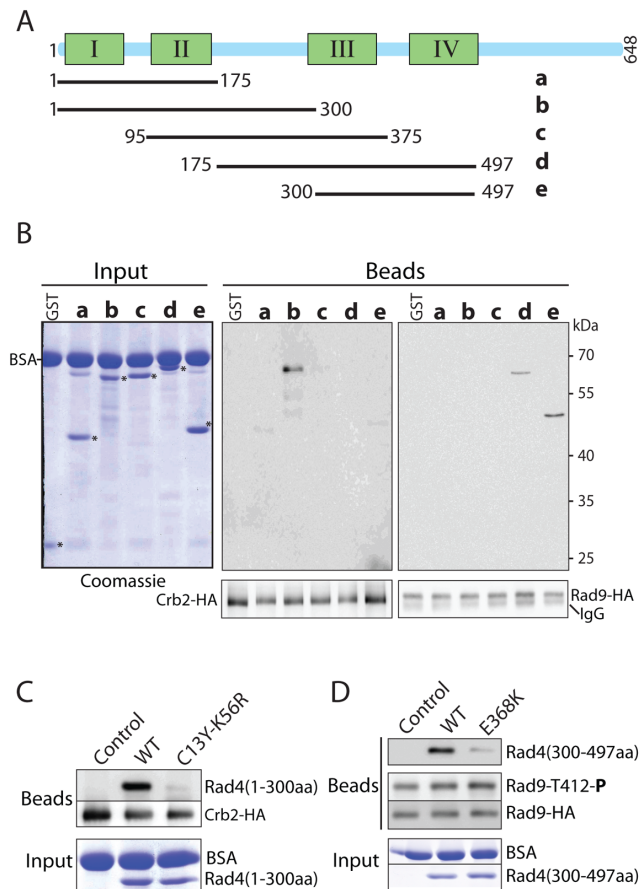 A
1 I II III IV 648
1 175 a
1 300 b
95 375 c
175 497 d
300 497 e
B
Input Beads
GST a b c d e GST a b c d e GST a b c d e
kDa
BSA
70
55
40
35
25
* * * * * *
Coomassie
Crb2-HA
Rad9-HA
IgG
C
Control WT C13Y-K56R
Beads
Rad4(1-300aa)
Crb2-HA
Input
BSA
Rad4(1-300aa)
D
Control WT E368K
Beads
Rad4(300-497aa)
Rad9-T412-P
Rad9-HA
Input
BSA
Rad4(300-497aa)